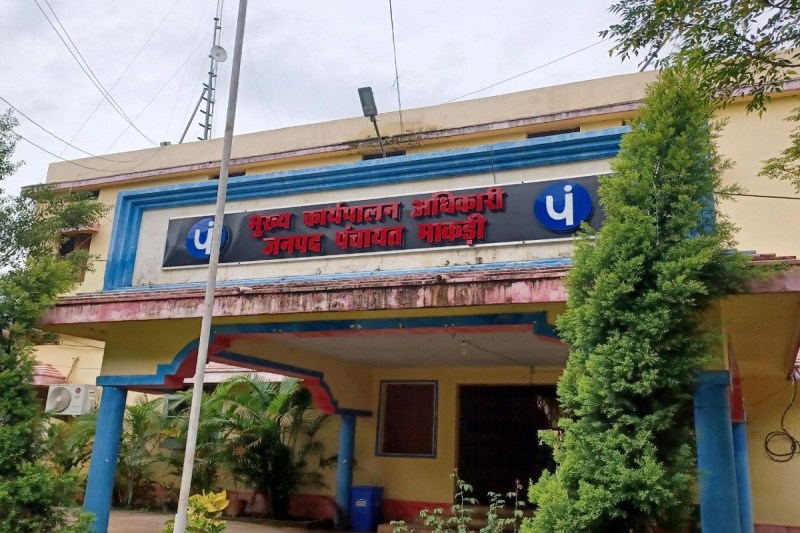 मुख्य कार्यपालन अधिकारी
जनपद पंचायत माकड़ी